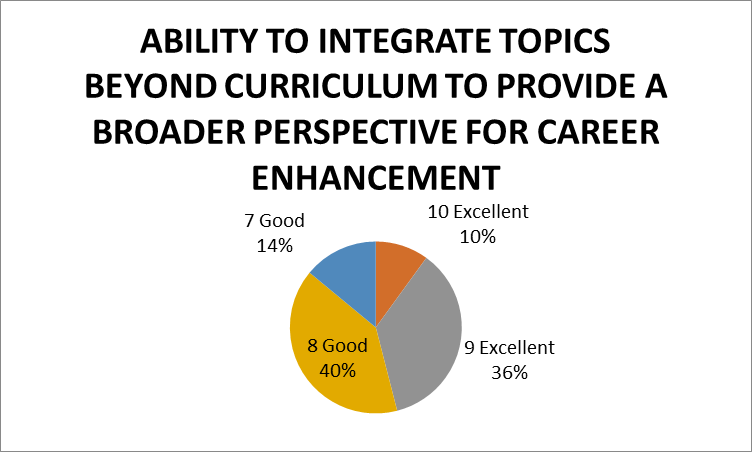 ABILITY TO INTEGRATE TOPICS
BEYOND CURRICULUM TO PROVIDE A
BROADER PERSPECTIVE FOR CAREER
ENHANCEMENT
7 Good
14%
10 Excellent
10%
8 Good
40%
9 Excellent
36%